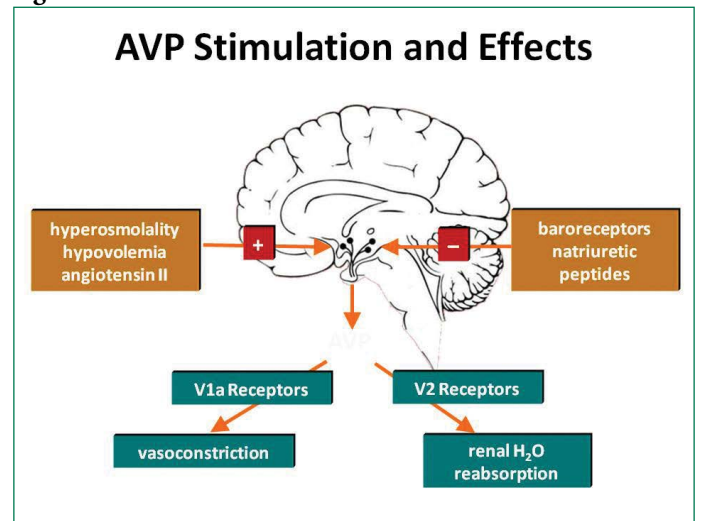 AVP Stimulation and Effects
hyperosmolality
hypovolemia
angiotensin II
+
−
baroreceptors
natriuretic
peptides
AVP
V1a Receptors
V2 Receptors
vasoconstriction
renal H₂O
reabsorption